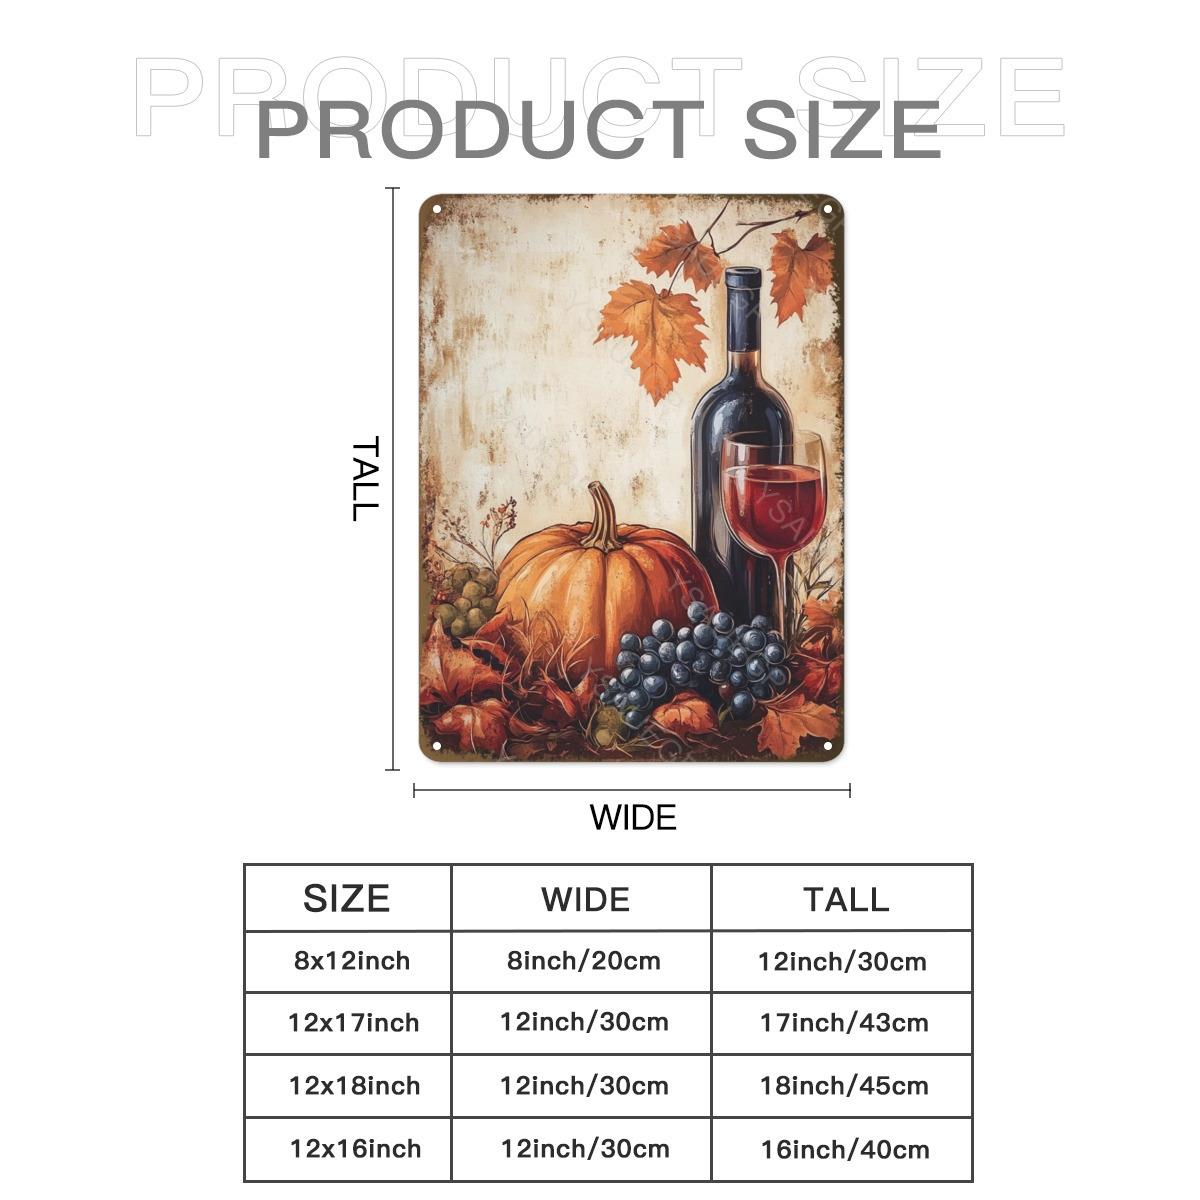 PRODUCT SIZE
PRODUCT SIZE
TALL
WIDE
SIZE WIDE TALL
8x12inch 8inch/20cm 12inch/30cm
12x17inch 12inch/30cm 17inch/43cm
12x18inch 12inch/30cm 18inch/45cm
12x16inch 12inch/30cm 16inch/40cm